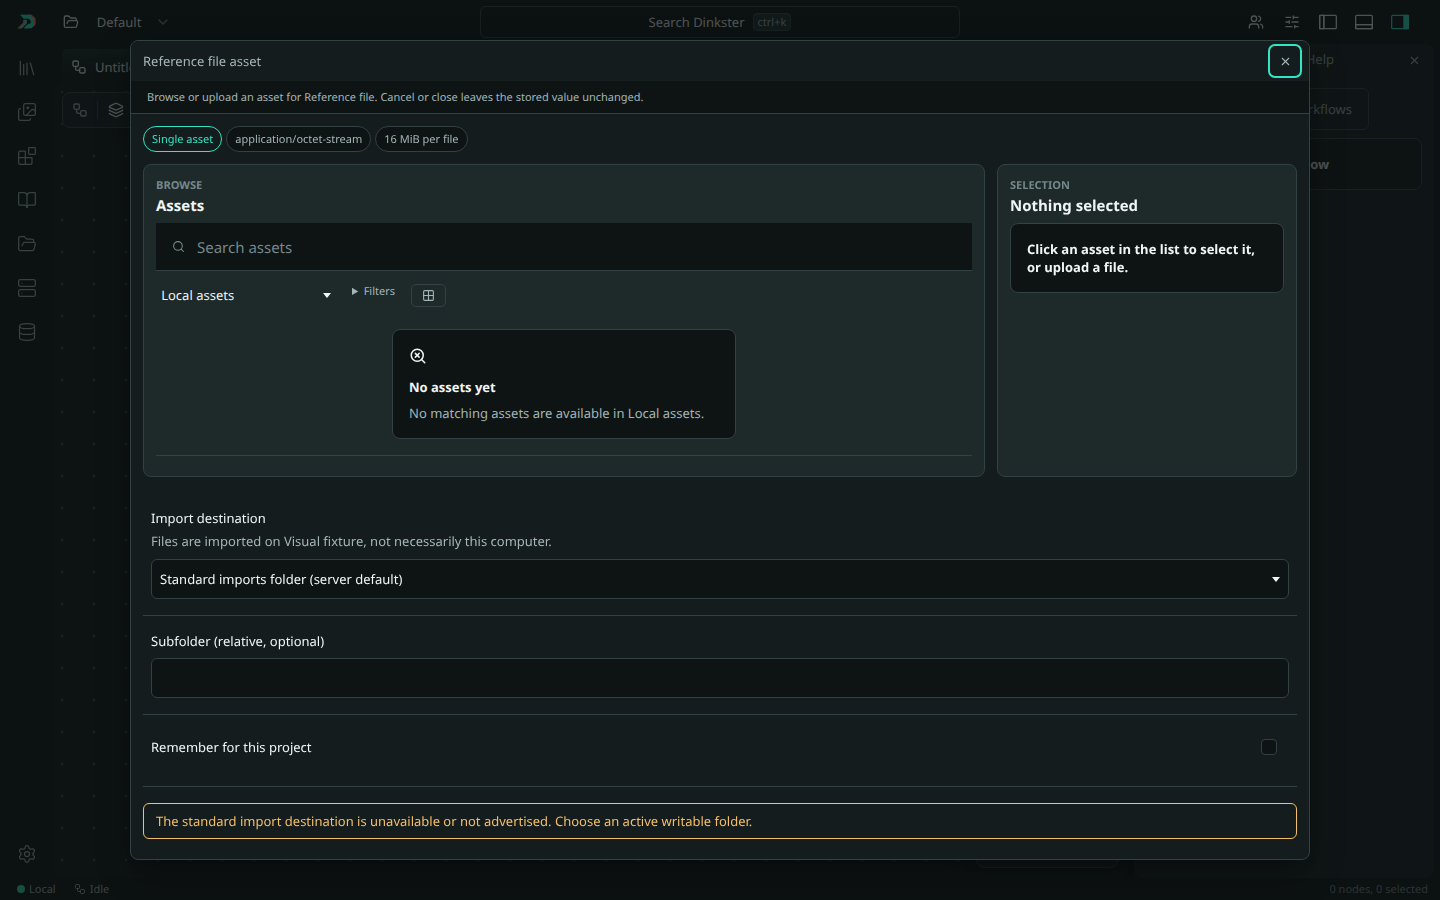 Default
Search Dinkster ctrl+k
Help
Reference file asset
Browse or upload an asset for Reference file. Cancel or close leaves the stored value unchanged.
Single asset
application/octet-stream
16 MiB per file
BROWSE
Assets
Search assets
Local assets
Filters
No assets yet
No matching assets are available in Local assets.
SELECTION
Nothing selected
Click an asset in the list to select it,
or upload a file.
Import destination
Files are imported on Visual fixture, not necessarily this computer.
Standard imports folder (server default)
Subfolder (relative, optional)
Remember for this project
The standard import destination is unavailable or not advertised. Choose an active writable folder.
Local
Idle
0 nodes, 0 selected